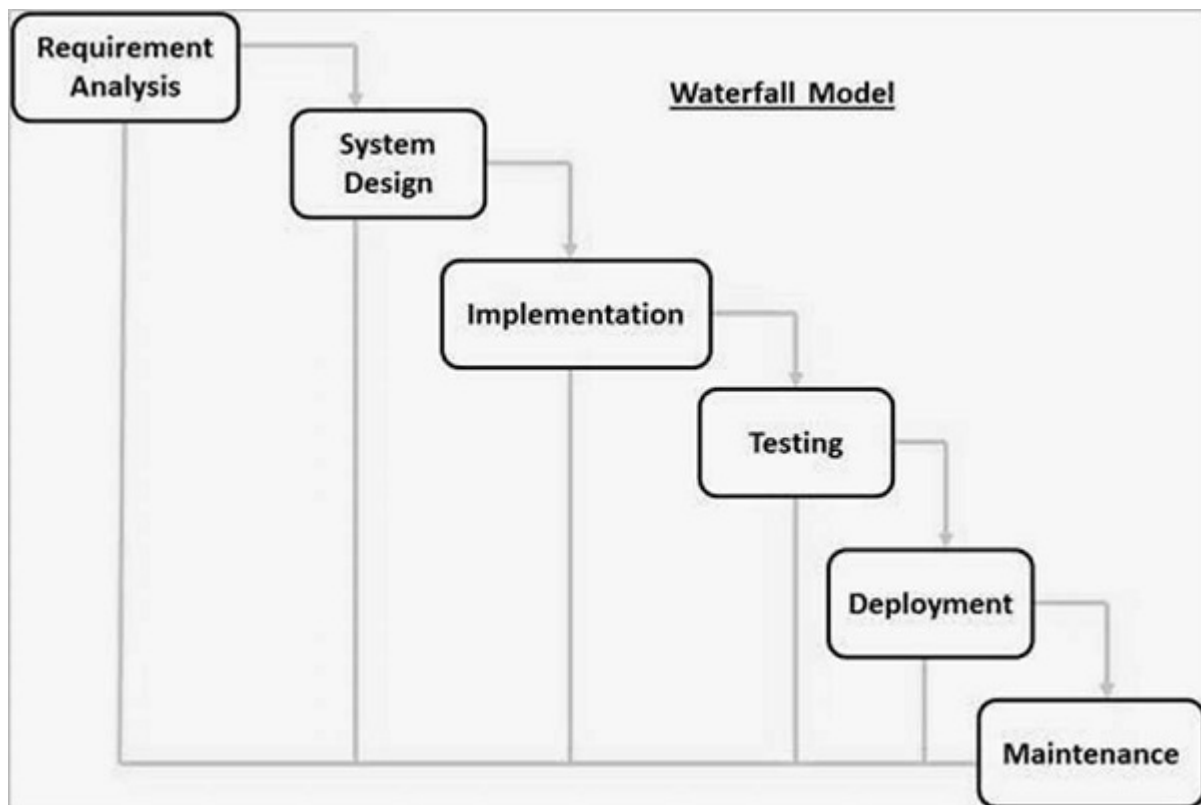 Requirement
Analysis
Waterfall Model
System
Design
Implementation
Testing
Deployment
Maintenance